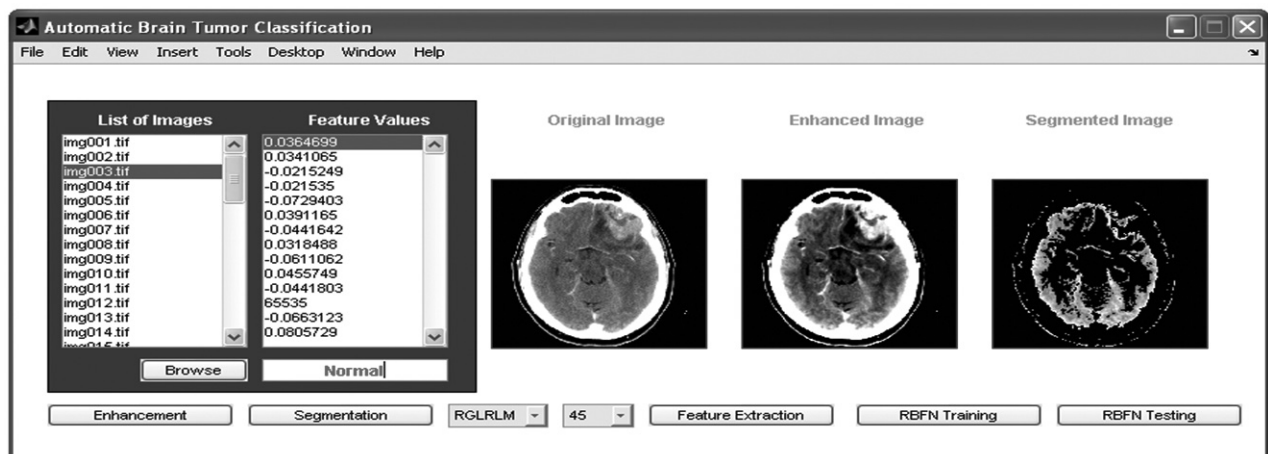 Automatic Brain Tumor Classification
File Edit View Insert Tools Desktop Window Help
List of Images
img001.tif
img002.tif
img003.tif
img004.tif
img005.tif
img006.tif
img007.tif
img008.tif
img009.tif
img010.tif
img011.tif
img012.tif
img013.tif
img014.tif
img015.tif
Browse
Feature Values
0.0364699
0.0341065
-0.0215249
-0.021535
-0.0729403
0.0391165
-0.0441642
0.0318488
-0.0611062
0.0455749
-0.0441803
65535
-0.0663123
0.0805729
Normal
Original Image
Enhanced Image
Segmented Image
Enhancement
Segmentation
RGLRLM
45
Feature Extraction
RBFN Training
RBFN Testing